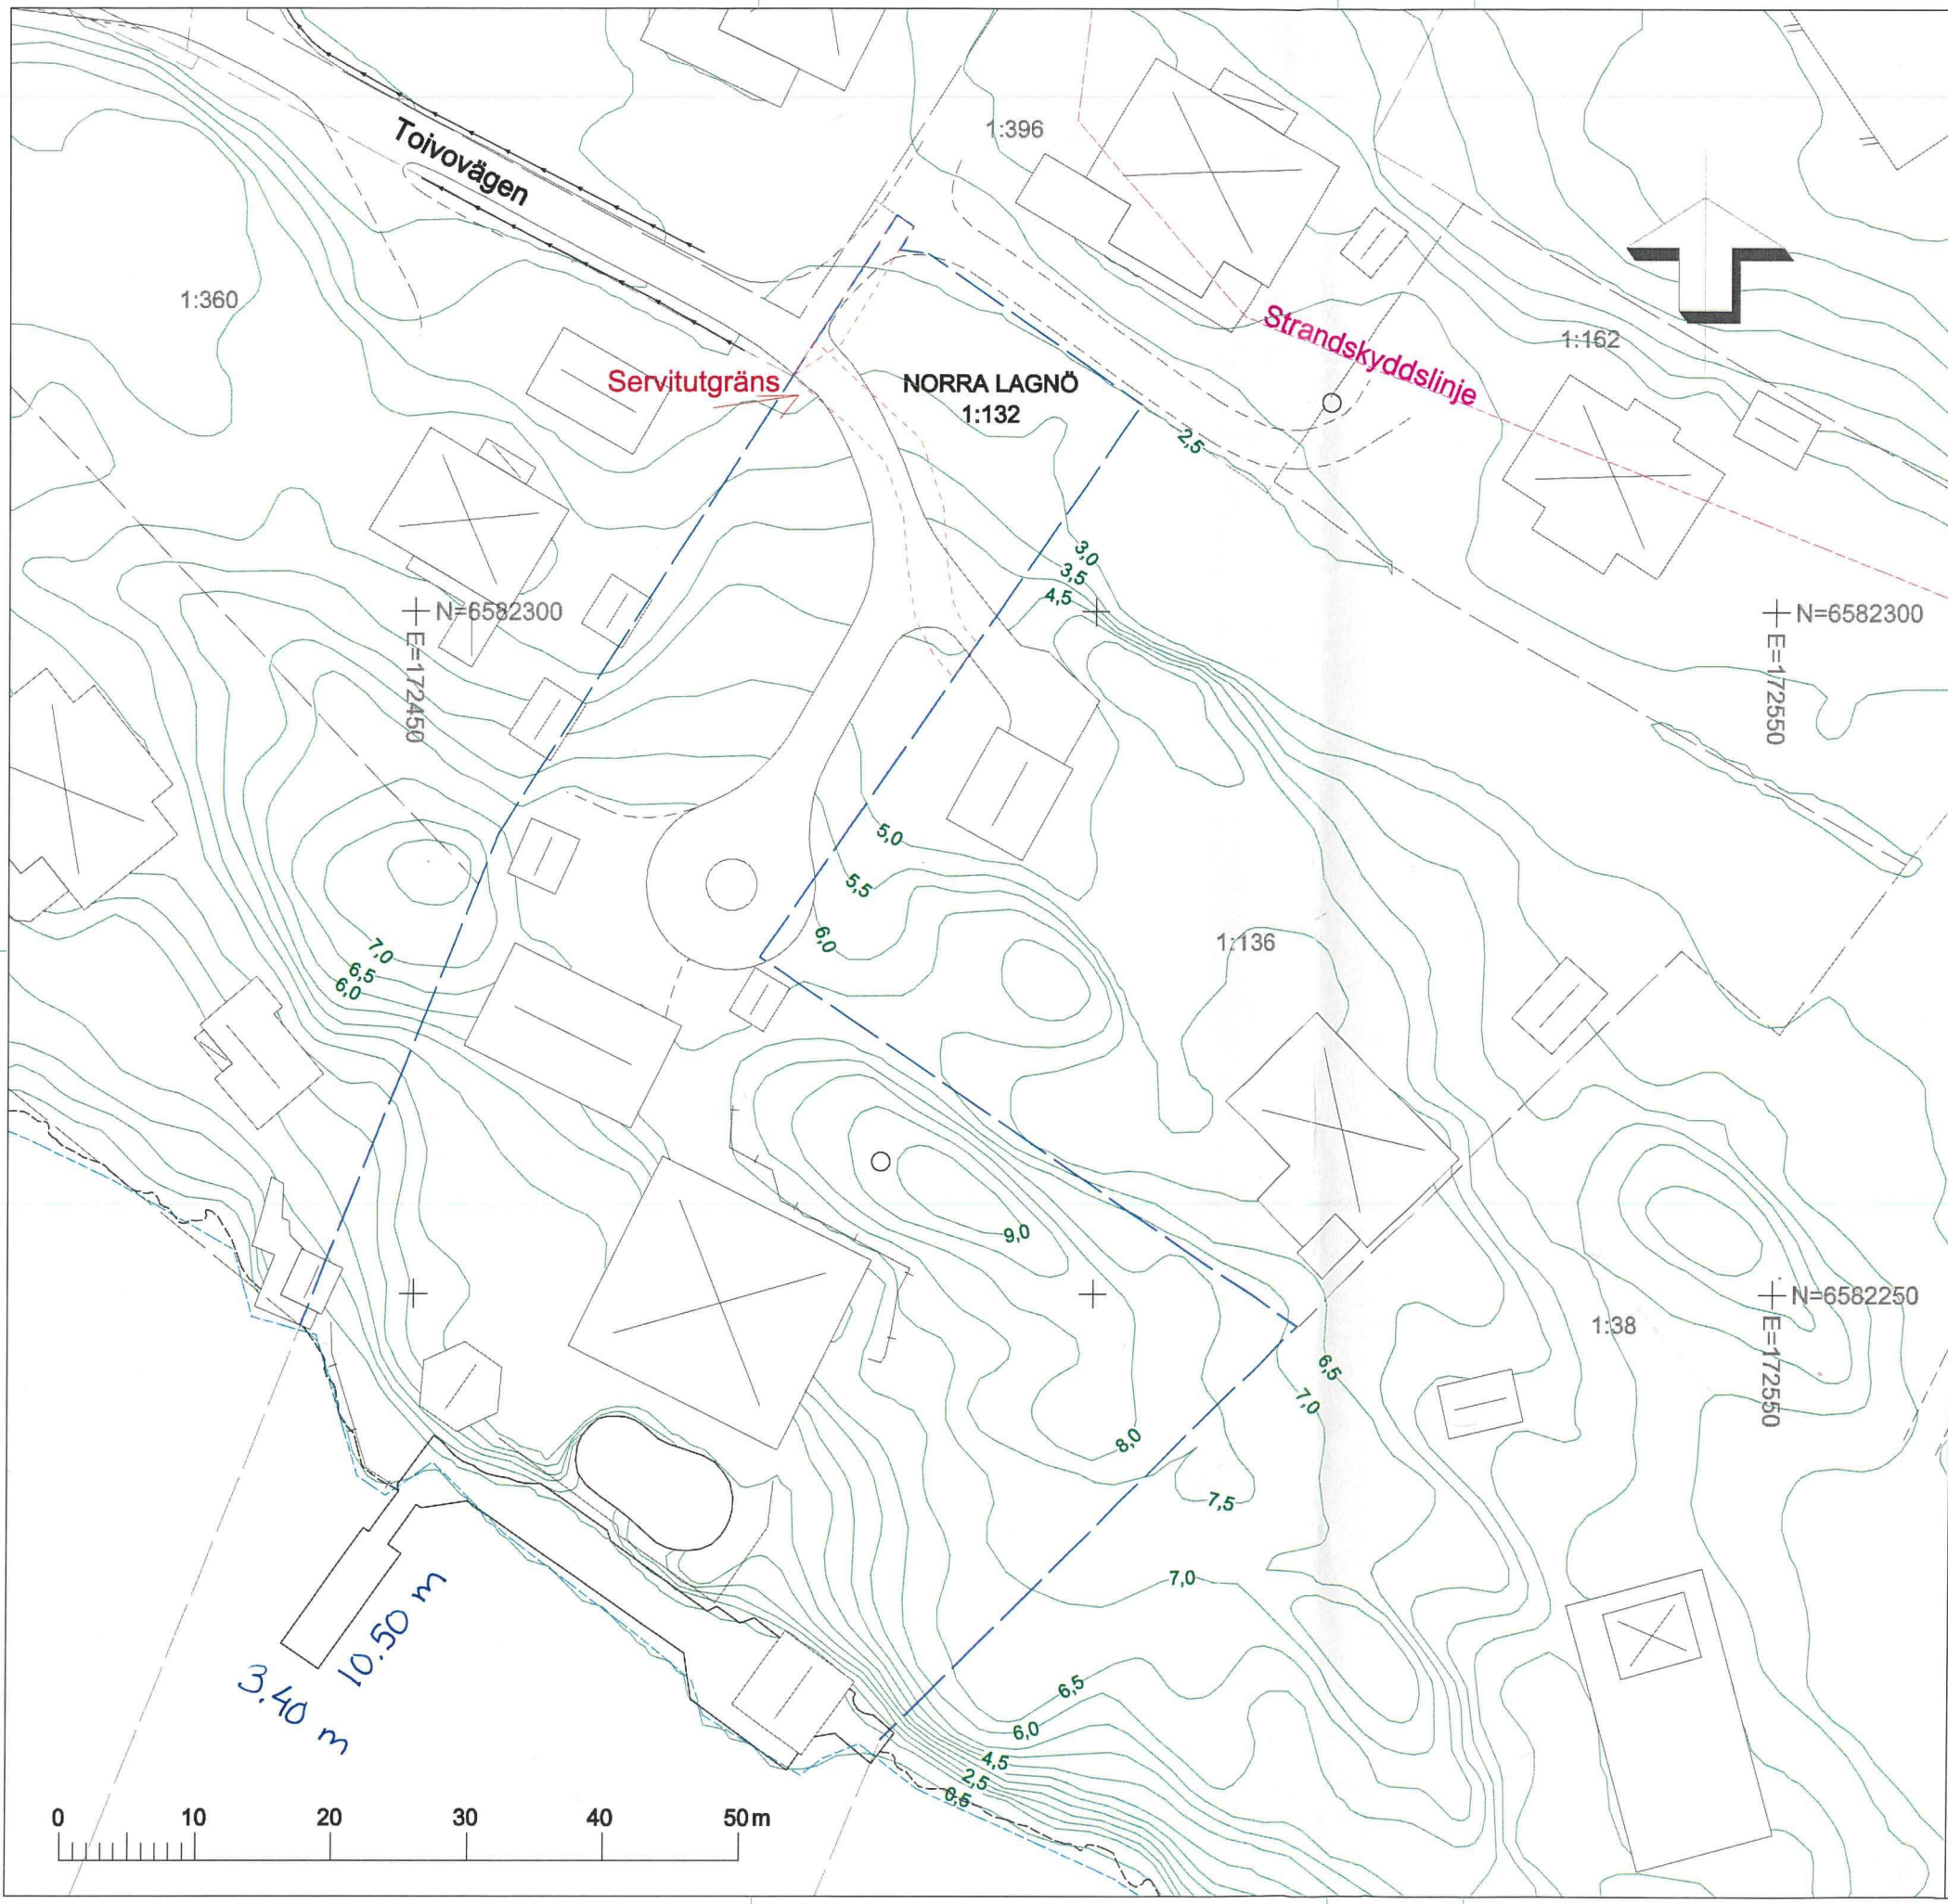 1:396
Toivovägen
1:360
Strandskyddslinje
1:162
Servitutgräns
NORRA LAGNÖ
1:132
2,5
3,0
3,5
4,5
N=6582300
E=172450
N=6582300
E=172550
5,0
5,5
6,0
7,0
6,5
6,0
1:136
9,0
N=6582250
E=172550
1:38
6,5
7,0
8,0
7,5
7,0
10.50 m
3.40 m
6,5
6,0
4,5
2,5
0,5
0 10 20 30 40 50m